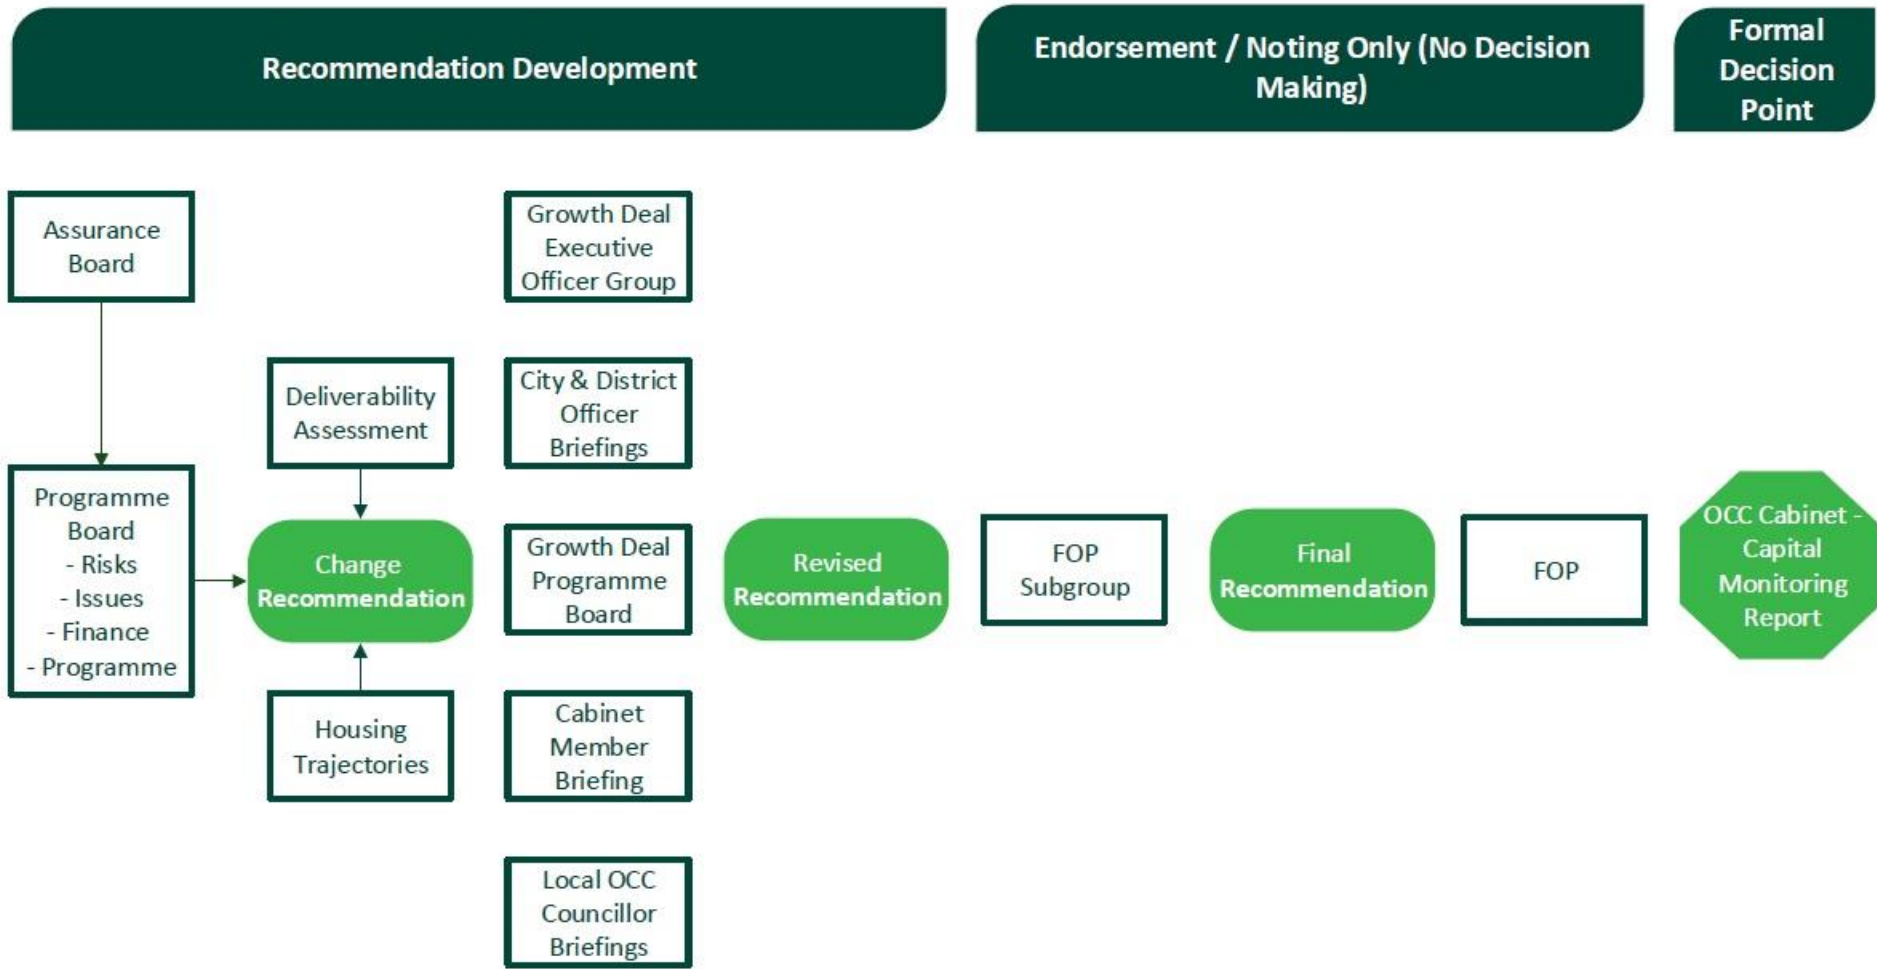 Recommendation Development
Endorsement / Noting Only (No Decision
Making)
Formal
Decision
Point
Assurance
Board
Programme
Board
- Risks
- Issues
- Finance
- Programme
Deliverability
Assessment
Change
Recommendation
Housing
Trajectories
Growth Deal
Executive
Officer Group
City & District
Officer
Briefings
Growth Deal
Programme
Board
Cabinet
Member
Briefing
Local OCC
Councillor
Briefings
Revised
Recommendation
FOP
Subgroup
Final
Recommendation
FOP
OCC Cabinet -
Capital
Monitoring
Report